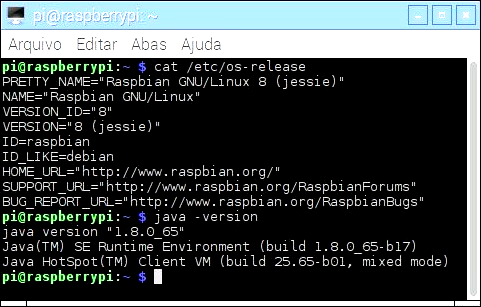 pi@raspberrypi: ~
Arquivo Editar Abas Ajuda
pi@raspberrypi:~ $ cat /etc/os-release
PRETTY_NAME="Raspbian GNU/Linux 8 (jessie)"
NAME="Raspbian GNU/Linux"
VERSION_ID="8"
VERSION="8 (jessie)"
ID=raspbian
ID_LIKE=debian
HOME_URL="http://www.raspbian.org/"
SUPPORT_URL="http://www.raspbian.org/RaspbianForums"
BUG_REPORT_URL="http://www.raspbian.org/RaspbianBugs"
pi@raspberrypi:~ $ java -version
java version "1.8.0_65"
Java(TM) SE Runtime Environment (build 1.8.0_65-b17)
Java HotSpot(TM) Client VM (build 25.65-b01, mixed mode)
pi@raspberrypi:~ $